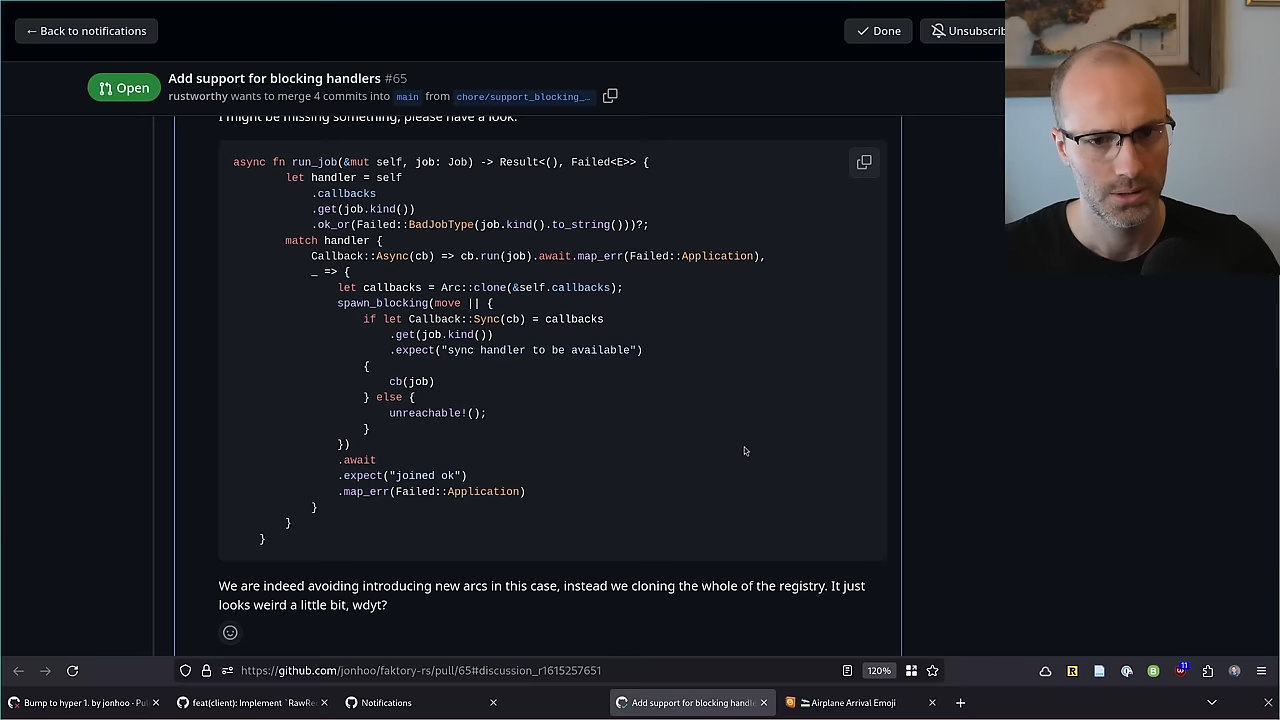 ← Back to notifications
Done
Unsubscrib
Open
Add support for blocking handlers #65
rustworthy wants to merge 4 commits into main from chore/support_blocking_…
I might be missing something, please have a look.
async fn run_job(&mut self, job: Job) -> Result<(), Failed<E>> {
let handler = self
.callbacks
.get(job.kind())
.ok_or(Failed::BadJobType(job.kind().to_string()))?;
match handler {
Callback::Async(cb) => cb.run(job).await.map_err(Failed::Application),
_ => {
let callbacks = Arc::clone(&self.callbacks);
spawn_blocking(move || {
if let Callback::Sync(cb) = callbacks
.get(job.kind())
.expect("sync handler to be available")
{
cb(job)
} else {
unreachable!();
}
})
.await
.expect("joined ok")
.map_err(Failed::Application)
}
}
}
We are indeed avoiding introducing new arcs in this case, instead we cloning the whole of the registry. It just
looks weird a little bit, wdyt?
https://github.com/jonhoo/faktory-rs/pull/65#discussion_r1615257651
120%
11
Bump to hyper 1. by jonhoo · Pul
feat(client): Implement `RawRe
Notifications
Add support for blocking handle
Airplane Arrival Emoji